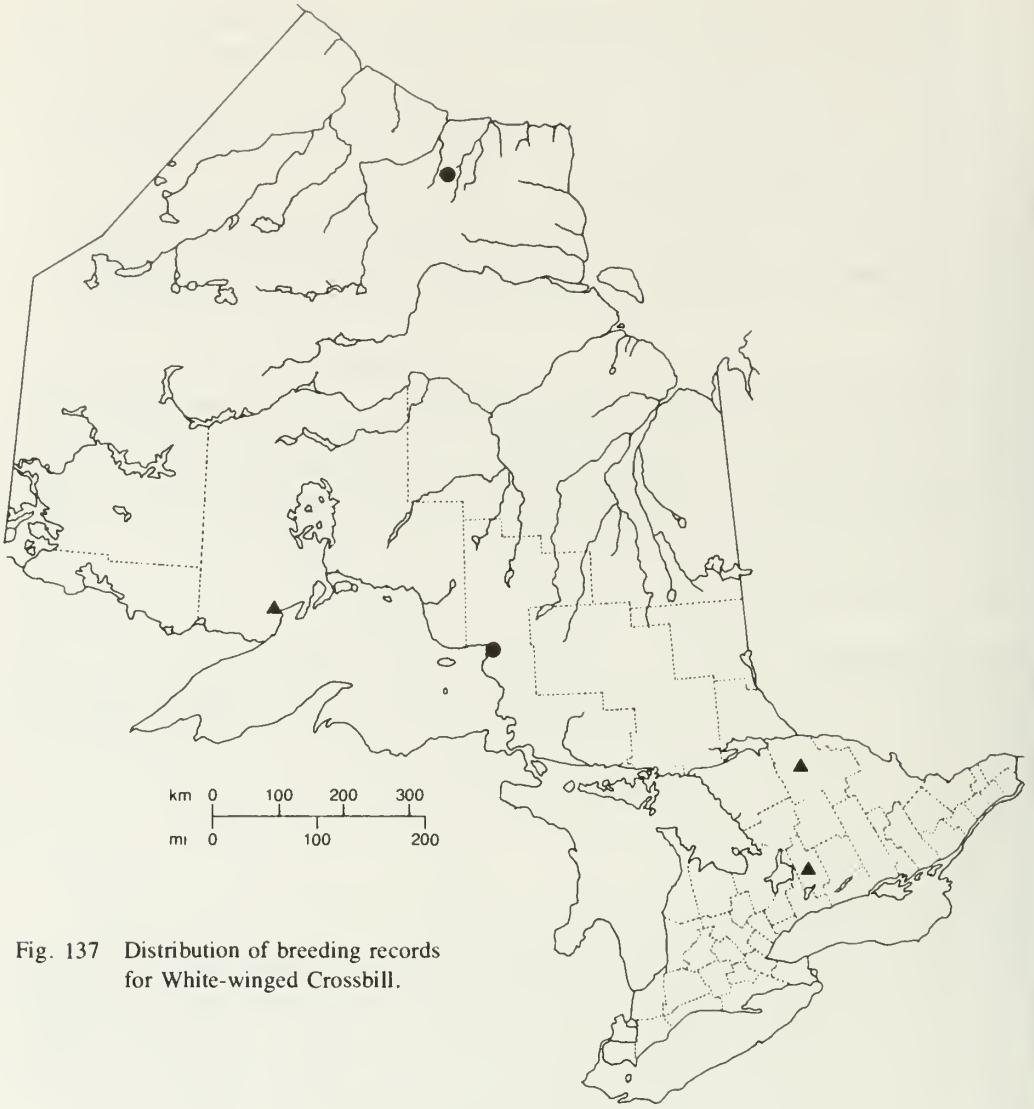 km 0 100 200 300
mi 0 100 200
Fig. 137 Distribution of breeding records
for White-winged Crossbill.